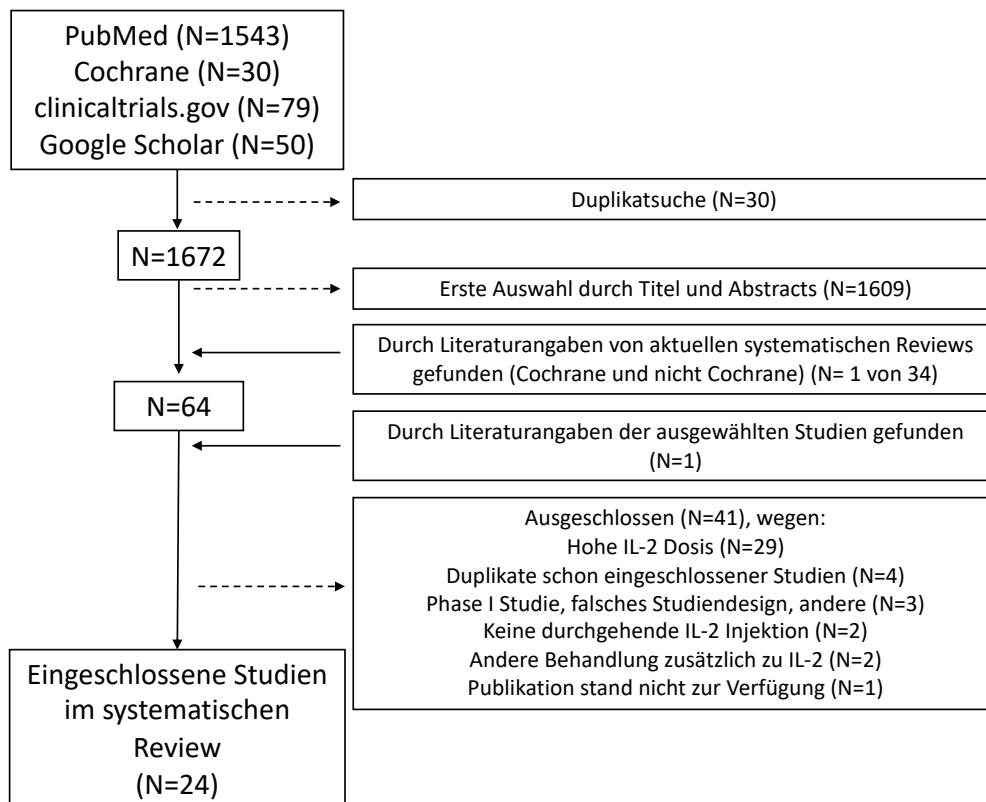 PubMed (N=1543)
Cochrane (N=30)
clinicaltrials.gov (N=79)
Google Scholar (N=50)
Duplikatsuche (N=30)
N=1672
Erste Auswahl durch Titel und Abstracts (N=1609)
Durch Literaturangaben von aktuellen systematischen Reviews
gefunden (Cochrane und nicht Cochrane) (N= 1 von 34)
N=64
Durch Literaturangaben der ausgewählten Studien gefunden
(N=1)
Ausgeschlossen (N=41), wegen:
Hohe IL-2 Dosis (N=29)
Duplikate schon eingeschlossener Studien (N=4)
Phase I Studie, falsches Studiendesign, andere (N=3)
Keine durchgehende IL-2 Injektion (N=2)
Andere Behandlung zusätzlich zu IL-2 (N=2)
Publikation stand nicht zur Verfügung (N=1)
Eingeschlossene Studien
im systematischen
Review
(N=24)